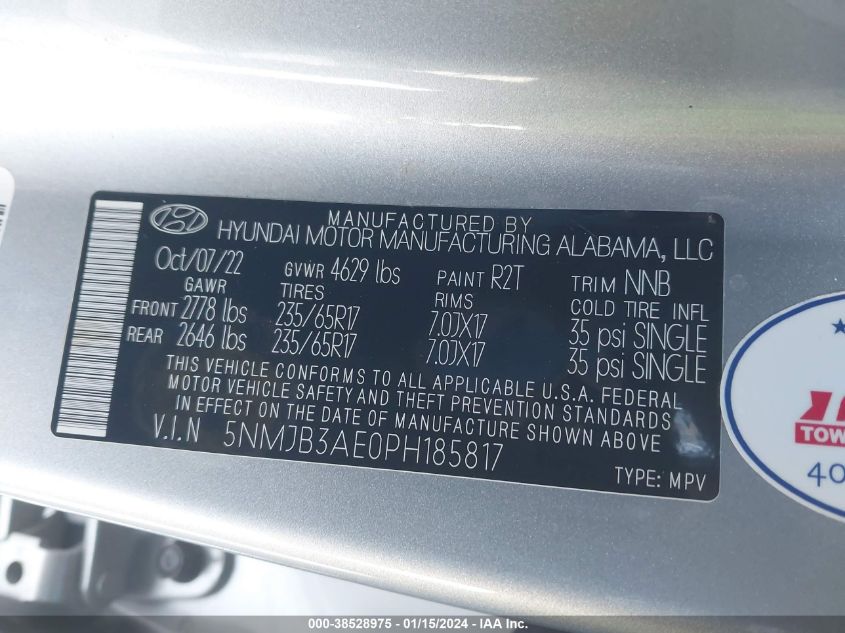 MANUFACTURED BY
HYUNDAI MOTOR MANUFACTURING ALABAMA, LLC
Oct/07/22 GVWR 4629 lbs PAINT R2T TRIM NNB
GAWR TIRES RIMS COLD TIRE INFL
FRONT 2778 lbs 235/65R17 7.0JX17 35 psi SINGLE
REAR 2646 lbs 235/65R17 7.0JX17 35 psi SINGLE
THIS VEHICLE CONFORMS TO ALL APPLICABLE U.S.A. FEDERAL
MOTOR VEHICLE SAFETY AND THEFT PREVENTION STANDARDS
IN EFFECT ON THE DATE OF MANUFACTURE SHOWN ABOVE
V.I.N 5NMJB3AE0PH185817
TYPE: MPV
TOW
40
100000 - 38528975 - 01/15/2024 - IAA Inc.